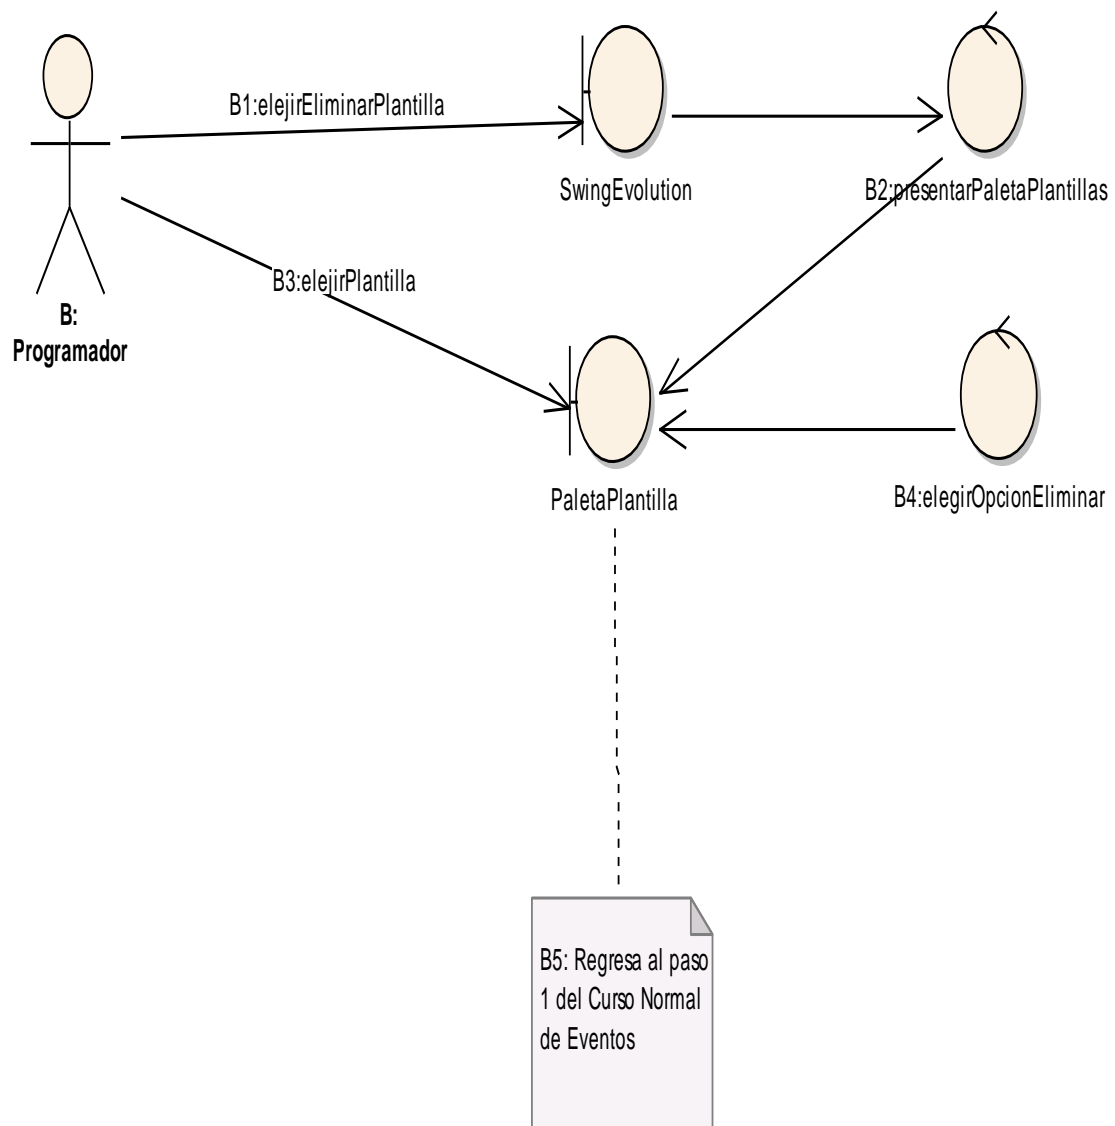 B1:elejirEliminarPlantilla
SwingEvolution
B2:presentarPaletaPlantillas
B3:elejirPlantilla
B:
Programador
PaletaPlantilla
B4:elegirOpcionEliminar
B5: Regresa al paso
1 del Curso Normal
de Eventos